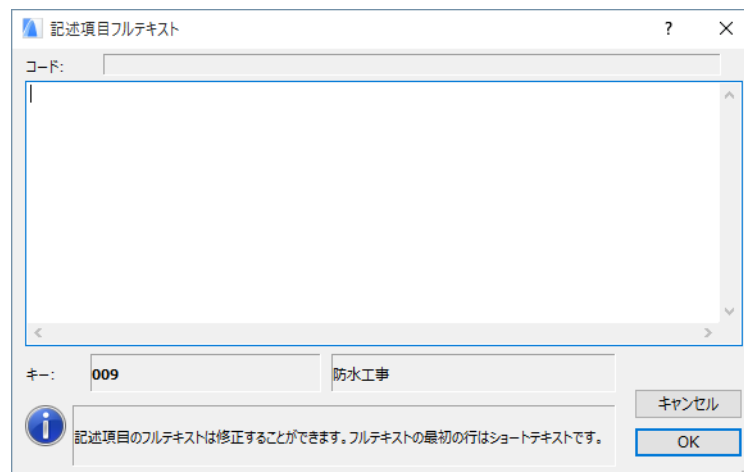 記述項目フルテキスト
コード:
キー: 009 防水工事
キャンセル
記述項目のフルテキストは修正することができます。フルテキストの最初の行はショートテキストです。
OK